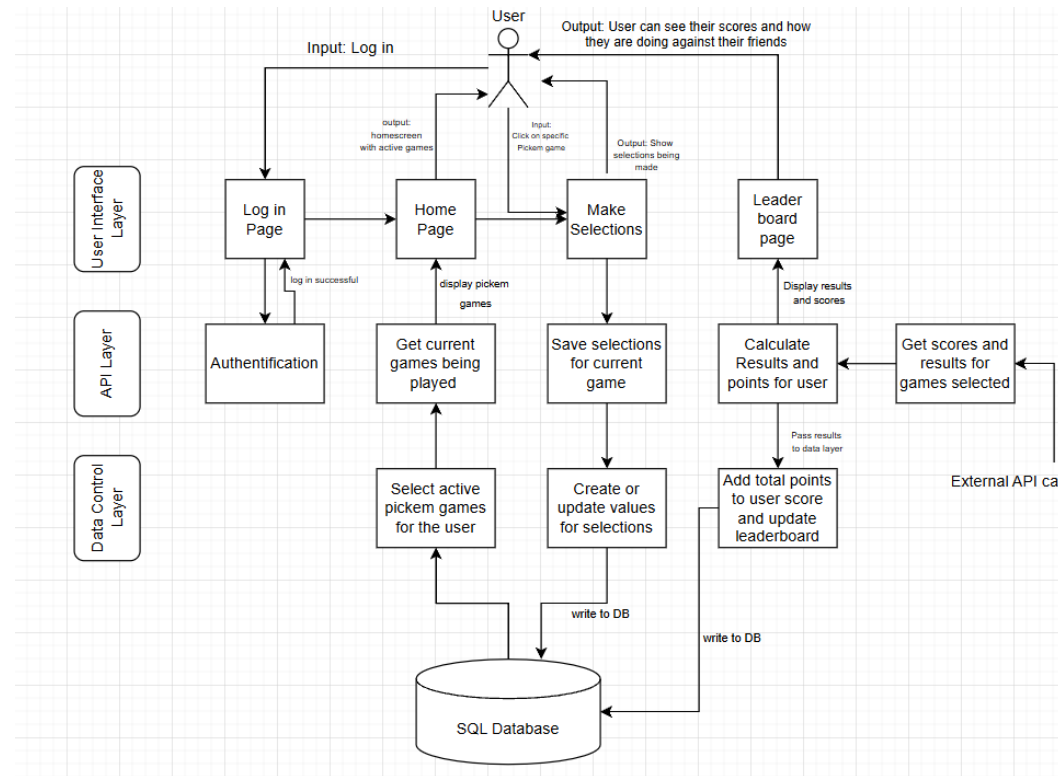 User
Input: Log in
Output: User can see their scores and how
they are doing against their friends
output:
homescreen
with active games
Input:
Click on specific
Pickem game
Output: Show
selections being
made
User Interface
Layer
Log in
Page
Home
Page
Make
Selections
Leader
board
page
log in successful
display pickem
games
Display results
and scores
API Layer
Authentification
Get current
games being
played
Save selections
for current
game
Calculate
Results and
points for user
Get scores and
results for
games selected
Pass results
to data layer
Data Control
Layer
Select active
pickem games
for the user
Create or
update values
for selections
Add total points
to user score
and update
leaderboard
External API ca
write to DB
write to DB
SQL Database